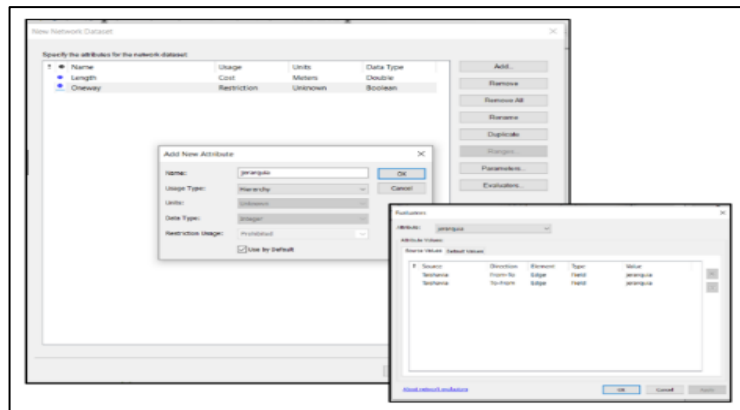 New Network Dataset
Specify the attributes for the network dataset:
! Name Usage Units Data Type
Length Cost Meters Double
Oneway Restriction Unknown Boolean
Add...
Remove
Remove All
Rename
Duplicate
Ranges...
Parameters...
Evaluators...
Add New Attribute
Name: jerarquia
OK
Usage Type: Hierarchy
Cancel
Units: Unknown
Data Type: Integer
Restriction Usage: Prohibited
Use by Default
Evaluators
Attribute: jerarquia
Attribute Values:
Source Values Default Values
Source Direction Element Type Value
From-To Edge Field jerarquia
To-From Edge Field jerarquia
About network evaluators
OK Cancel Apply